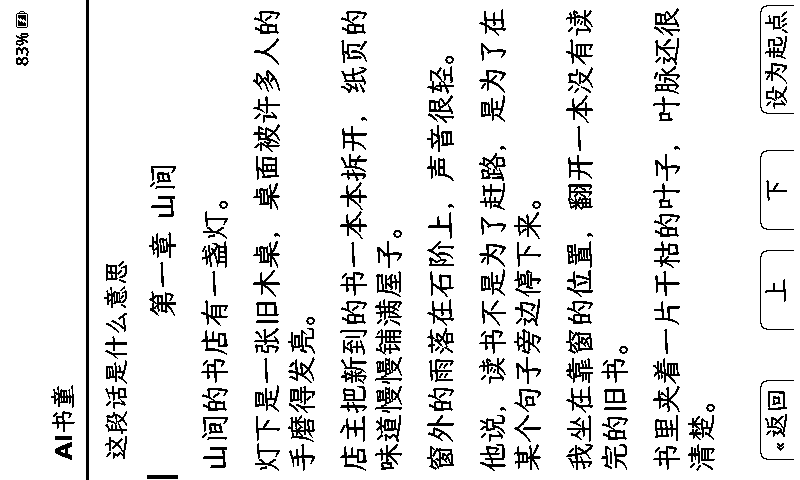 83%
AI书童
这段话是什么意思
第一章 山间
山间的书店有一盏灯。
灯下是一张旧木桌，桌面被许多人的
手磨得发亮。
店主把新到的书一本本拆开，纸页的
味道慢慢铺满屋子。
窗外的雨落在石阶上，声音很轻。
他说，读书不是为了赶路，是为了在
某个句子旁边停下来。
我坐在靠窗的位置，翻开一本没有读
完的旧书。
书里夹着一片干枯的叶子，叶脉还很
清楚。
«返回
上
下
设为起点